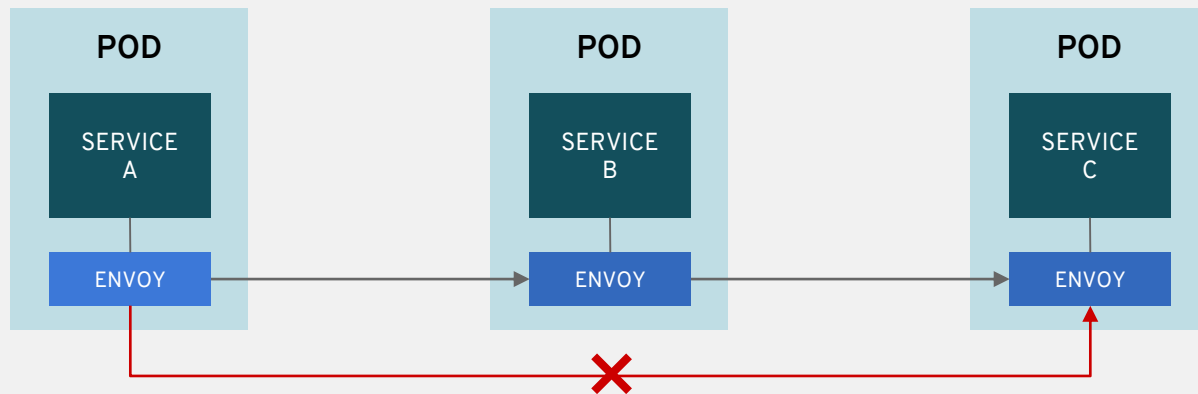 POD
SERVICE
A
ENVOY
POD
SERVICE
B
ENVOY
POD
SERVICE
C
ENVOY